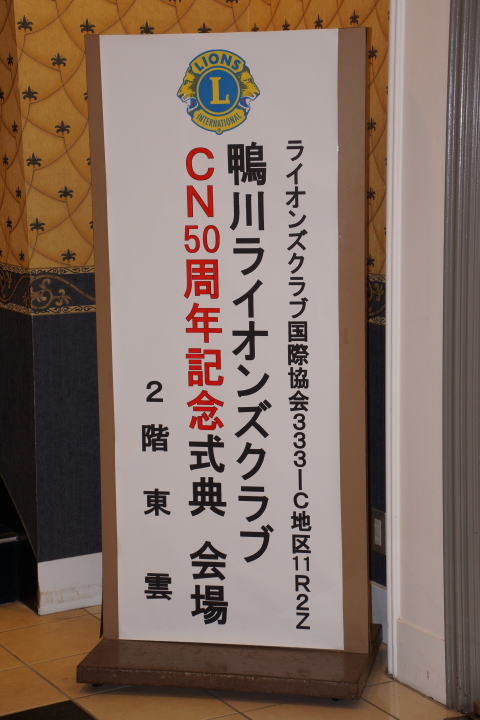 LIONS
L
INTERNATIONAL
ライオンズクラブ国際協会333ーC地区11R2Z
鴨川ライオンズクラブ
CN50周年記念式典 会場
2階 東 雲